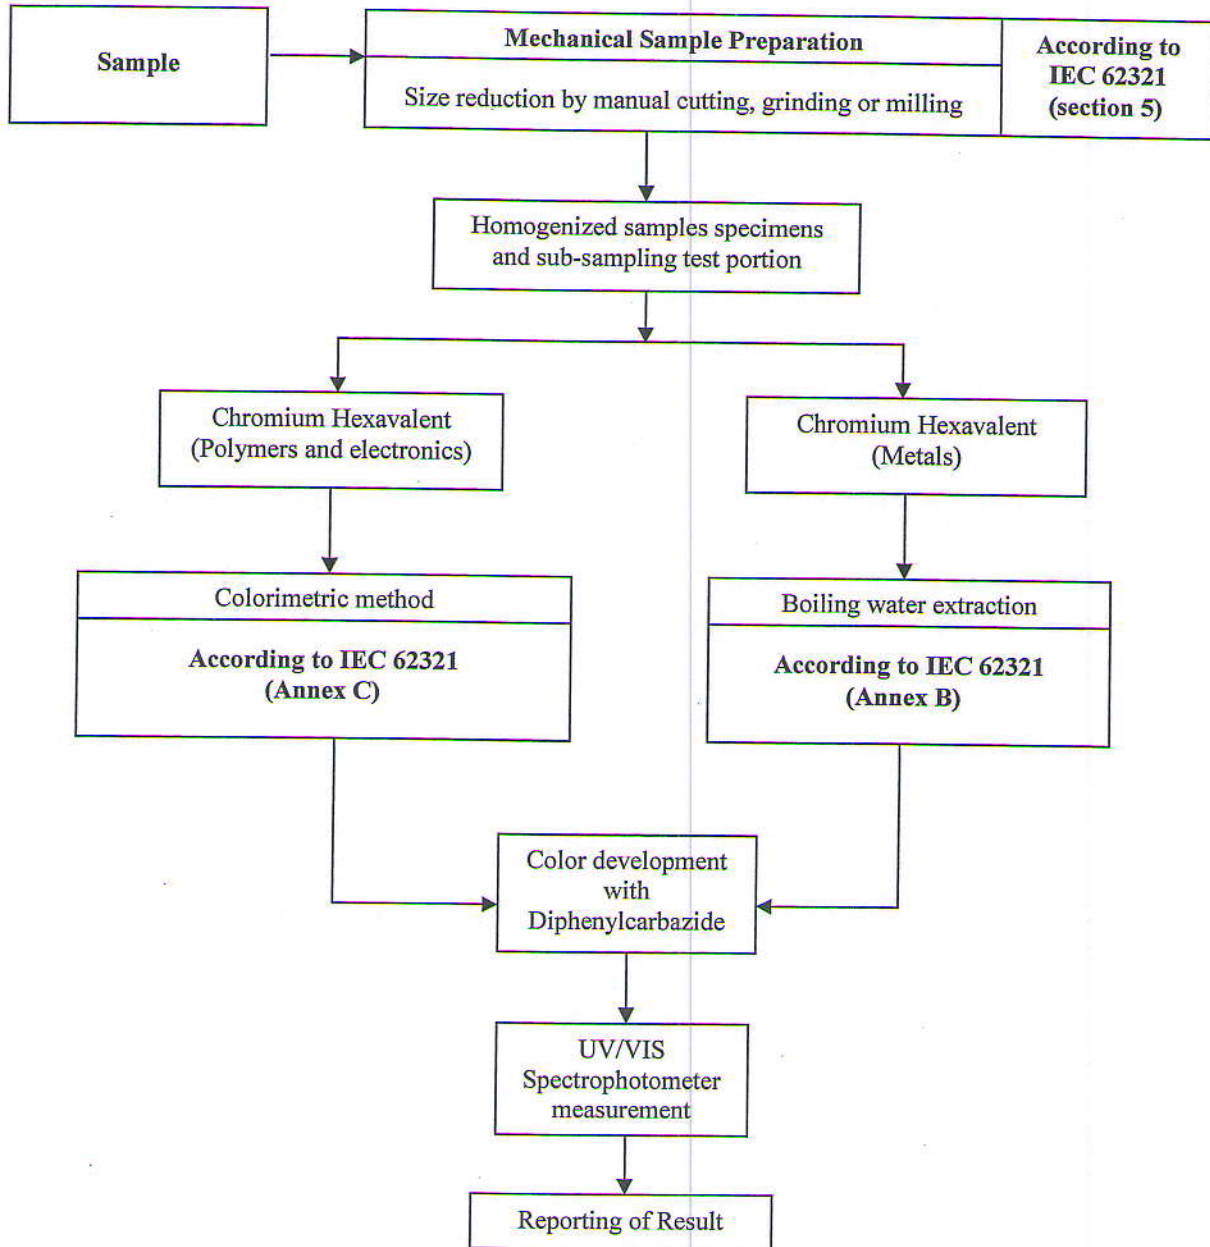 Sample
Mechanical Sample Preparation
Size reduction by manual cutting, grinding or milling
According to
IEC 62321
(section 5)
Homogenized samples specimens
and sub-sampling test portion
Chromium Hexavalent
(Polymers and electronics)
Chromium Hexavalent
(Metals)
Colorimetric method
According to IEC 62321
(Annex C)
Boiling water extraction
According to IEC 62321
(Annex B)
Color development
with
Diphenylcarbazide
UV/VIS
Spectrophotometer
measurement
Reporting of Result